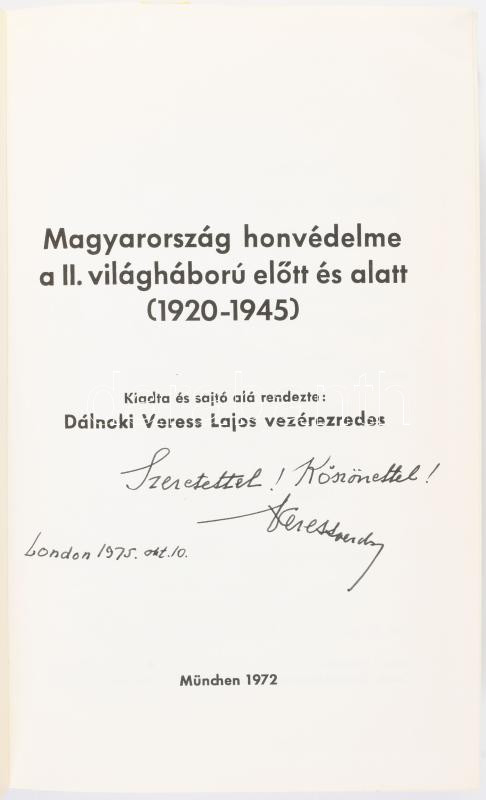 Magyarország honvédelme
a II. világháború előtt és alatt
(1920-1945)
Kiadta és sajtó alá rendezte:
Dálnoki Veress Lajos vezérezredes
Szeretettel! Köszönettel!
London 1975. okt. 10.
München 1972